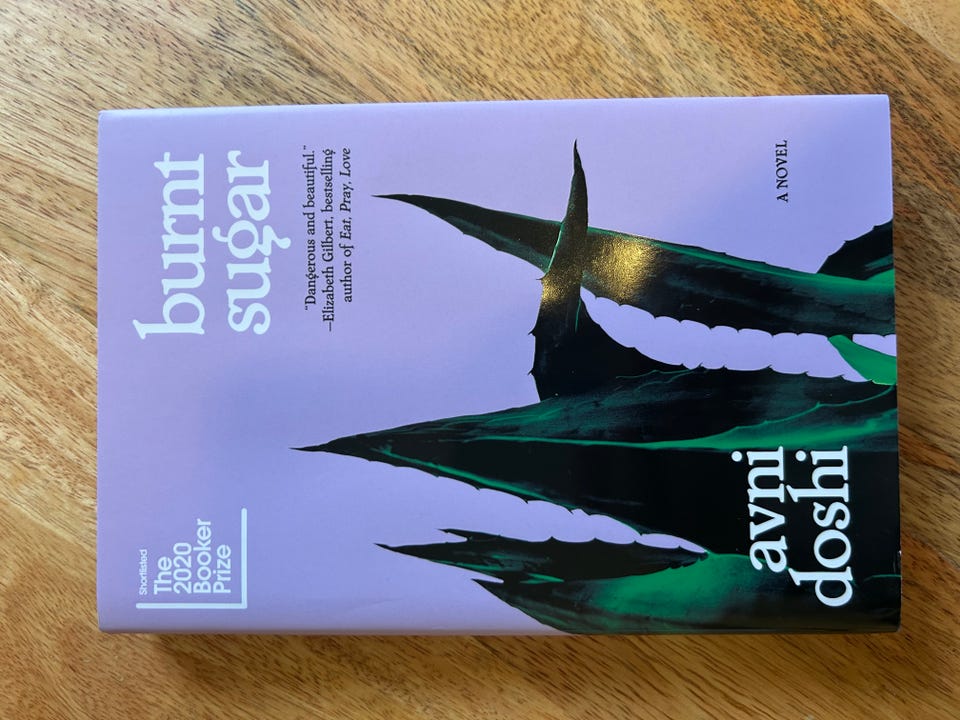 Shortlisted
The
2020
Booker
Prize
burnt
sugar
“Dangerous and beautiful.”
—Elizabeth Gilbert, bestselling
author of Eat, Pray, Love
A NOVEL
avni
doshi